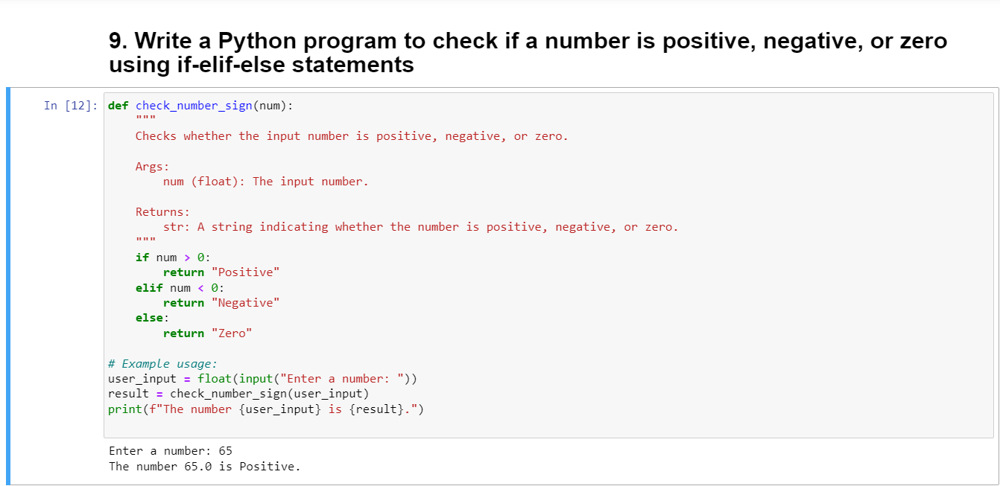 9. Write a Python program to check if a number is positive, negative, or zero
using if-elif-else statements
In [12]: def check_number_sign(num):
    """
    Checks whether the input number is positive, negative, or zero.

    Args:
        num (float): The input number.

    Returns:
        str: A string indicating whether the number is positive, negative, or zero.
    """
    if num > 0:
        return "Positive"
    elif num < 0:
        return "Negative"
    else:
        return "Zero"

# Example usage:
user_input = float(input("Enter a number: "))
result = check_number_sign(user_input)
print(f"The number {user_input} is {result}.")

Enter a number: 65
The number 65.0 is Positive.